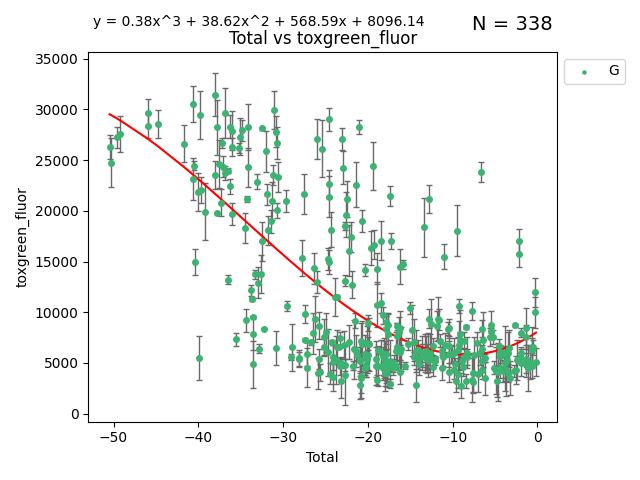 y = 0.38x^3 + 38.62x^2 + 568.59x + 8096.14
N = 338
Total vs toxgreen_fluor
G
toxgreen_fluor
35000
30000
25000
20000
15000
10000
5000
0
−50
−40
−30
−20
−10
0
Total